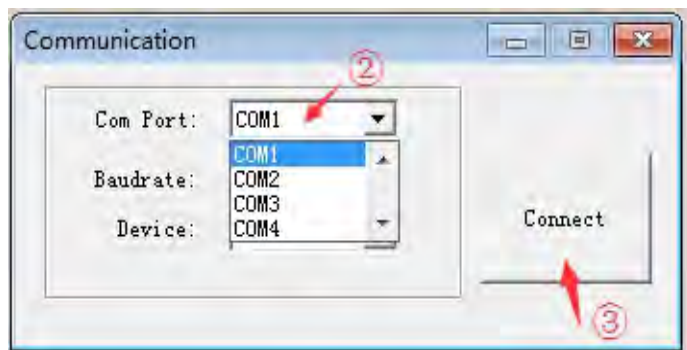 Communication
②
Com Port: COM1
COM1
Baudrate: COM2
COM3
Device: COM4
Connect
③